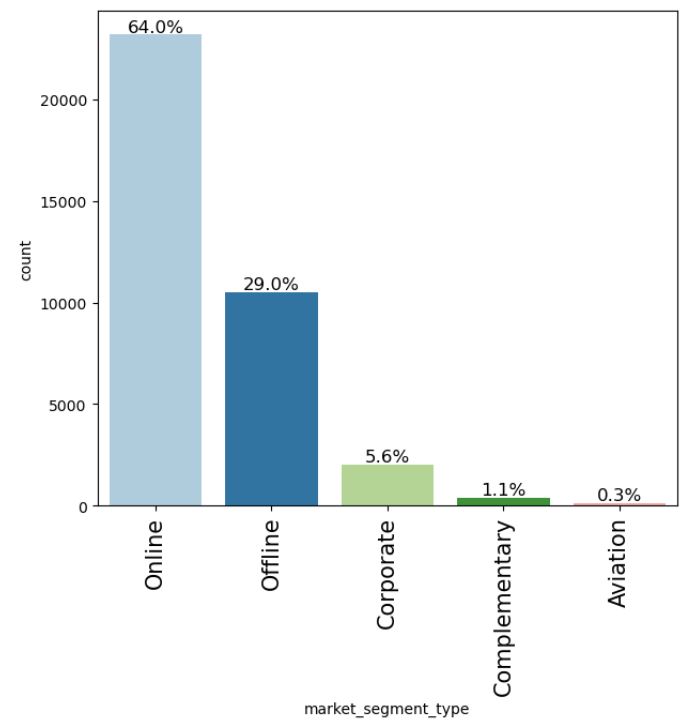 64.0%
20000
15000
count
29.0%
10000
5000
5.6%
1.1%
0.3%
0
Online
Offline
Corporate
Complementary
Aviation
market_segment_type